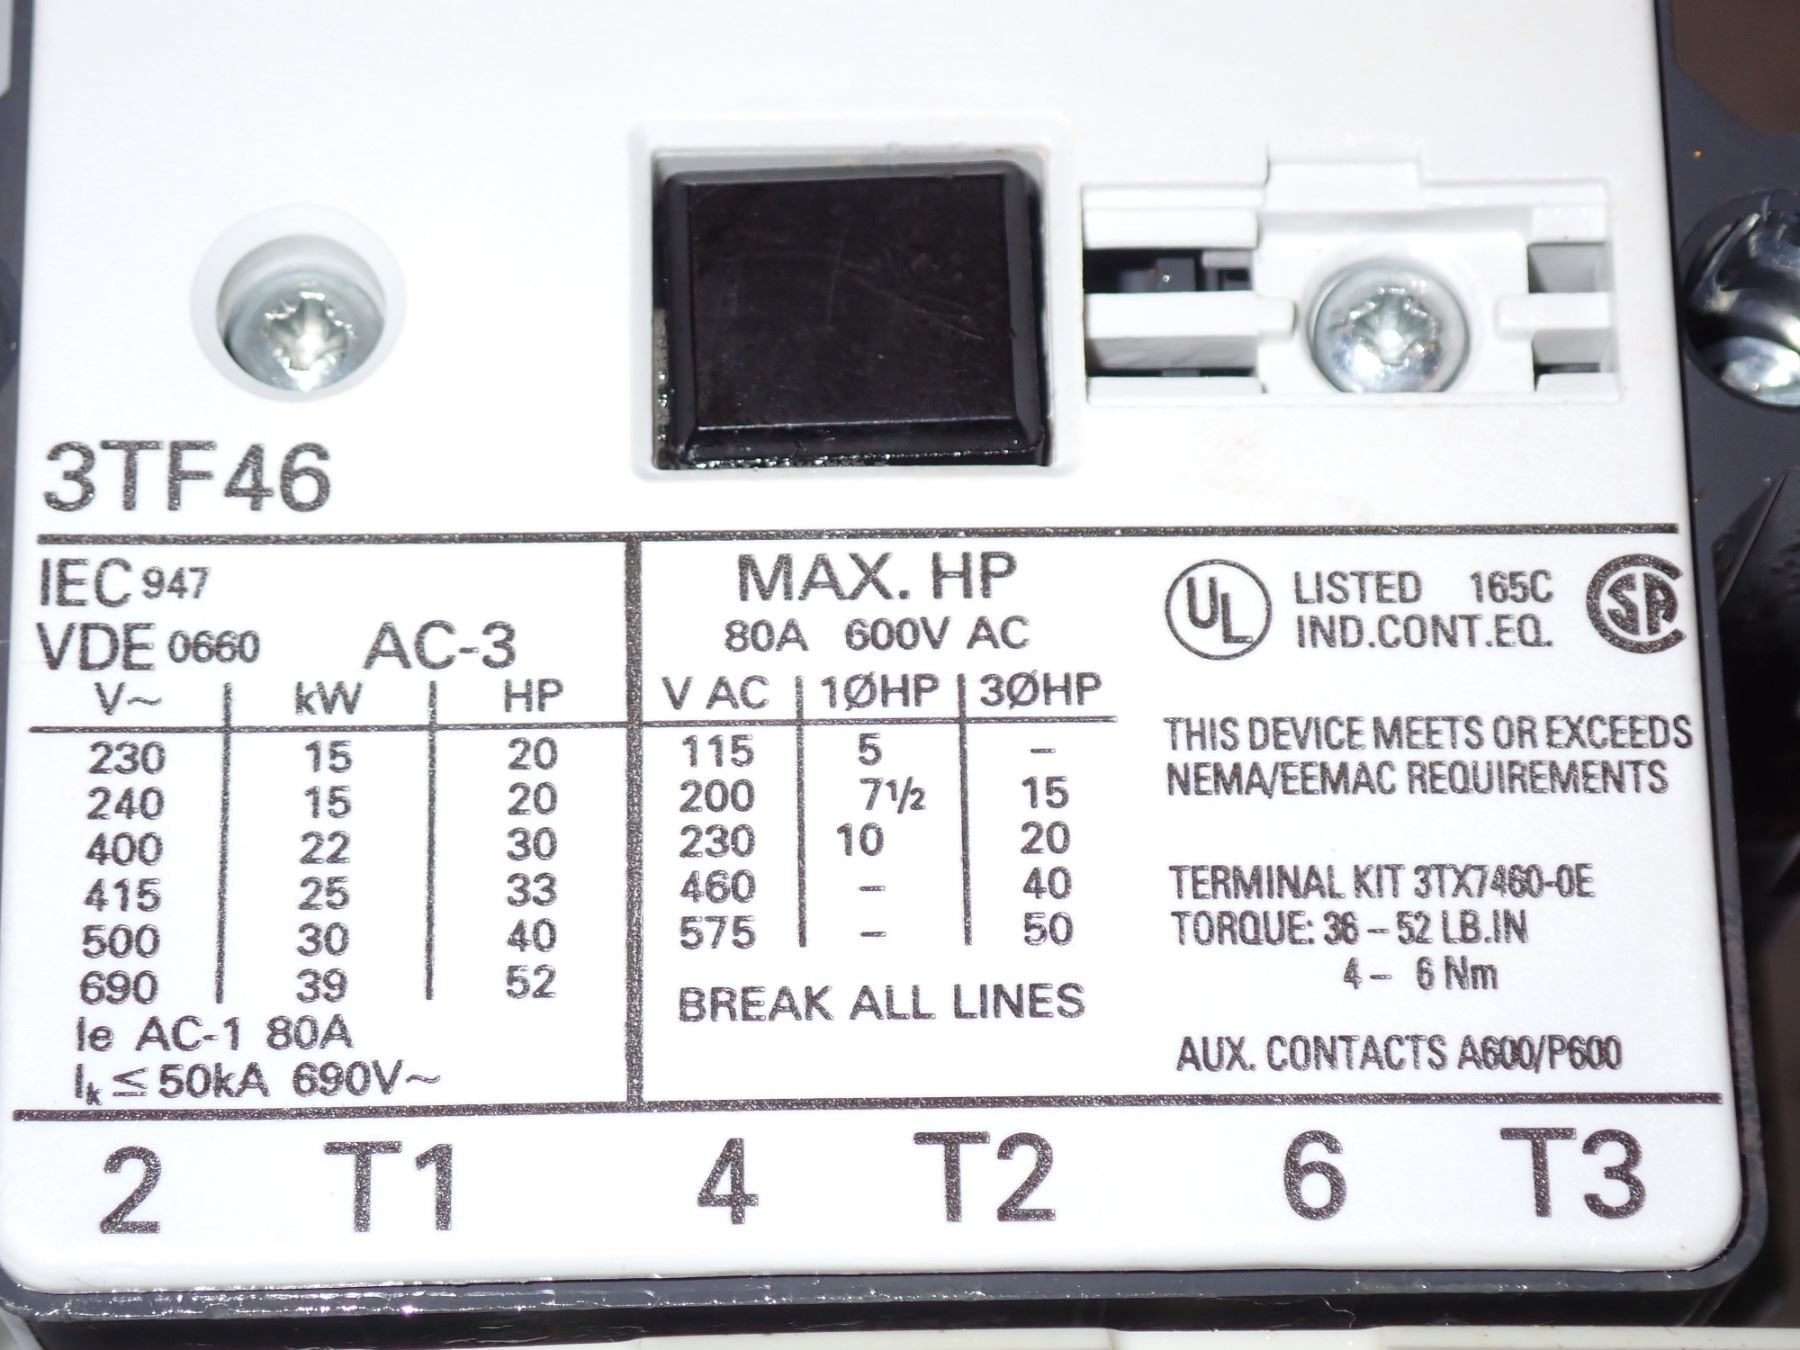 3TF46
IEC 947
VDE 0660 AC-3
V~ kW HP
230 15 20
240 15 20
400 22 30
415 25 33
500 30 40
690 39 52
Ie AC-1 80A
Ik ≤ 50kA 690V~
MAX. HP
80A 600V AC
V AC 1ØHP 3ØHP
115 5 –
200 7½ 15
230 10 20
460 – 40
575 – 50
BREAK ALL LINES
UL LISTED 165C SA
IND.CONT.EQ.
THIS DEVICE MEETS OR EXCEEDS
NEMA/EEMAC REQUIREMENTS
TERMINAL KIT 3TX7460-0E
TORQUE: 36 – 52 LB.IN
4 – 6 Nm
AUX. CONTACTS A600/P600
2 T1 4 T2 6 T3